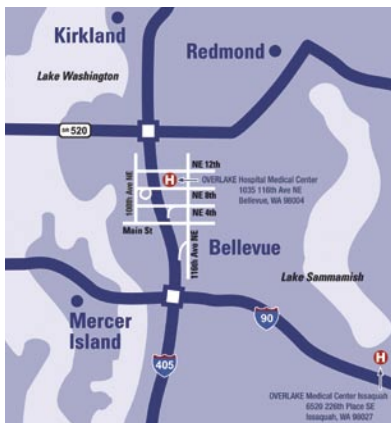 Kirkland
Redmond
Lake Washington
SR 520
NE 12th
H
OVERLAKE Hospital Medical Center
1035 116th Ave NE
Bellevue, WA 98004
100th Ave NE
NE 8th
NE 4th
Main St
116th Ave NE
Bellevue
Lake Sammamish
Mercer
Island
90
405
H
OVERLAKE Medical Center Issaquah
6520 226th Place SE
Issaquah, WA 98027